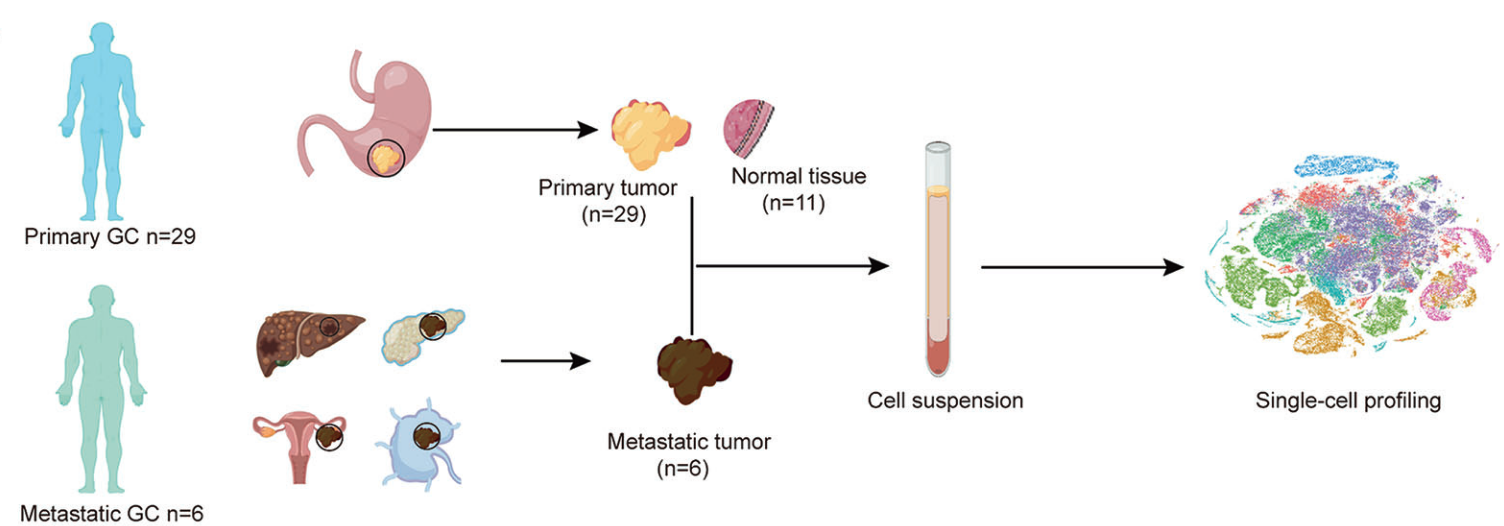 Primary tumor
(n=29)
Normal tissue
(n=11)
Primary GC n=29
Cell suspension
Single-cell profiling
Metastatic tumor
(n=6)
Metastatic GC n=6